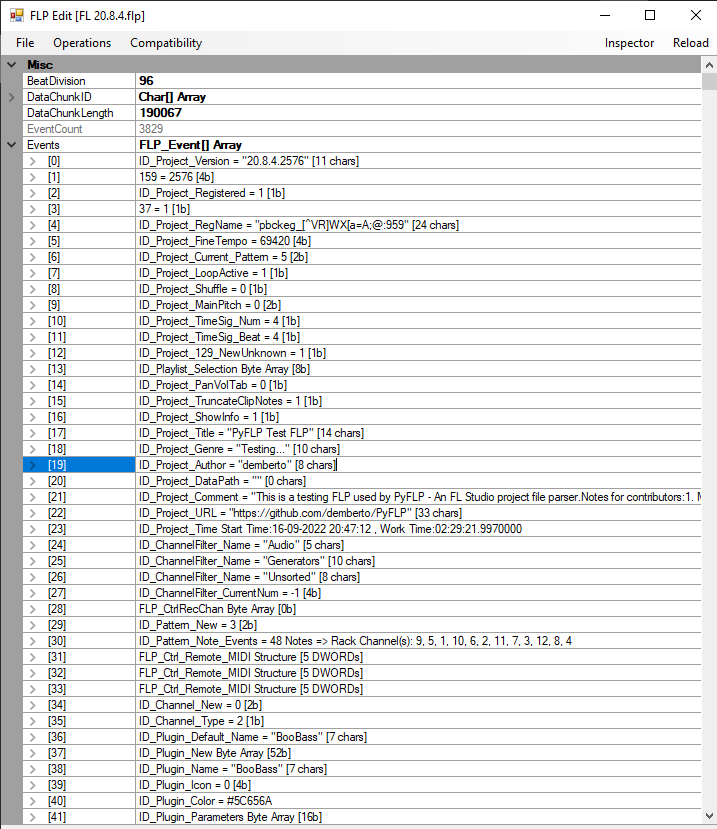 FLP Edit [FL 20.8.4.flp]
File Operations Compatibility Inspector Reload
Misc
BeatDivision 96
DataChunkID Char[] Array
DataChunkLength 190067
EventCount 3829
Events FLP_Event[] Array
[0] ID_Project_Version = "20.8.4.2576" [11 chars]
[1] 159 = 2576 [4b]
[2] ID_Project_Registered = 1 [1b]
[3] 37 = 1 [1b]
[4] ID_Project_RegName = "pbckeg_[^VR]WX[a=A;@:959" [24 chars]
[5] ID_Project_FineTempo = 69420 [4b]
[6] ID_Project_Current_Pattern = 5 [2b]
[7] ID_Project_LoopActive = 1 [1b]
[8] ID_Project_Shuffle = 0 [1b]
[9] ID_Project_MainPitch = 0 [2b]
[10] ID_Project_TimeSig_Num = 4 [1b]
[11] ID_Project_TimeSig_Beat = 4 [1b]
[12] ID_Project_129_NewUnknown = 1 [1b]
[13] ID_Playlist_Selection Byte Array [8b]
[14] ID_Project_PanVolTab = 0 [1b]
[15] ID_Project_TruncateClipNotes = 1 [1b]
[16] ID_Project_ShowInfo = 1 [1b]
[17] ID_Project_Title = "PyFLP Test FLP" [14 chars]
[18] ID_Project_Genre = "Testing..." [10 chars]
[19] ID_Project_Author = "demberto" [8 chars]
[20] ID_Project_DataPath = "" [0 chars]
[21] ID_Project_Comment = "This is a testing FLP used by PyFLP - An FL Studio project file parser.Notes for contributors:1. M
[22] ID_Project_URL = "https://github.com/demberto/PyFLP" [33 chars]
[23] ID_Project_Time Start Time:16-09-2022 20:47:12 , Work Time:02:29:21.9970000
[24] ID_ChannelFilter_Name = "Audio" [5 chars]
[25] ID_ChannelFilter_Name = "Generators" [10 chars]
[26] ID_ChannelFilter_Name = "Unsorted" [8 chars]
[27] ID_ChannelFilter_CurrentNum = -1 [4b]
[28] FLP_CtrlRecChan Byte Array [0b]
[29] ID_Pattern_New = 3 [2b]
[30] ID_Pattern_Note_Events = 48 Notes => Rack Channel(s): 9, 5, 1, 10, 6, 2, 11, 7, 3, 12, 8, 4
[31] FLP_Ctrl_Remote_MIDI Structure [5 DWORDs]
[32] FLP_Ctrl_Remote_MIDI Structure [5 DWORDs]
[33] FLP_Ctrl_Remote_MIDI Structure [5 DWORDs]
[34] ID_Channel_New = 0 [2b]
[35] ID_Channel_Type = 2 [1b]
[36] ID_Plugin_Default_Name = "BooBass" [7 chars]
[37] ID_Plugin_New Byte Array [52b]
[38] ID_Plugin_Name = "BooBass" [7 chars]
[39] ID_Plugin_Icon = 0 [4b]
[40] ID_Plugin_Color = #5C656A
[41] ID_Plugin_Parameters Byte Array [16b]